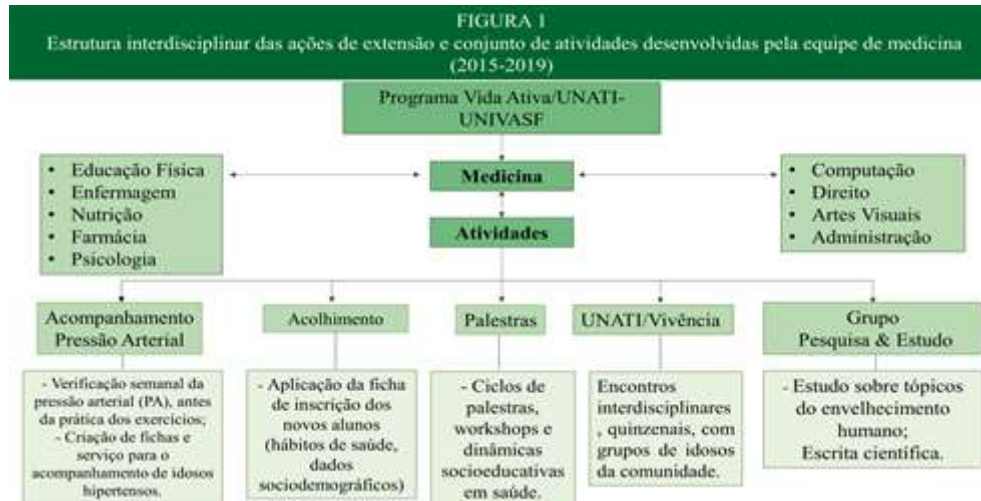 FIGURA 1
Estrutura interdisciplinar das ações de extensão e conjunto de atividades desenvolvidas pela equipe de medicina
(2015-2019)
Programa Vida Ativa/UNATI-
UNIVASF
• Educação Física
• Enfermagem
• Nutrição
• Farmácia
• Psicologia
Medicina
Atividades
• Computação
• Direito
• Artes Visuais
• Administração
Acompanhamento
Pressão Arterial
- Verificação semanal da
pressão arterial (PA), antes
da prática dos exercícios;
- Criação de fichas e
serviço para o
acompanhamento de idosos
hipertensos.
Acolhimento
- Aplicação da ficha
de inscrição dos
novos alunos
(hábitos de saúde,
dados
sociodemográficos)
Palestras
- Ciclos de
palestras,
workshops e
dinâmicas
socioeducativas
em saúde.
UNATI/Vivência
Encontros
interdisciplinares
, quinzenais, com
grupos de idosos
da comunidade.
Grupo
Pesquisa & Estudo
- Estudo sobre tópicos
do envelhecimento
humano;
Escrita científica.